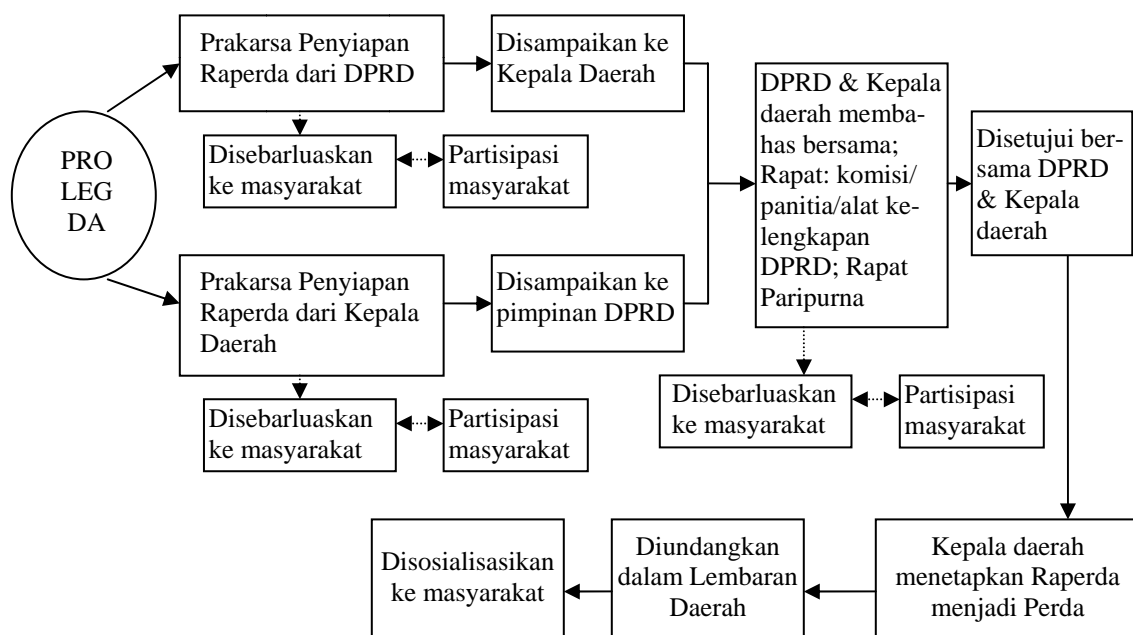 PRO
LEG
DA
Prakarsa Penyiapan
Raperda dari DPRD
Disampaikan ke
Kepala Daerah
Disebarluaskan
ke masyarakat
Partisipasi
masyarakat
Prakarsa Penyiapan
Raperda dari Kepala
Daerah
Disampaikan ke
pimpinan DPRD
Disebarluaskan
ke masyarakat
Partisipasi
masyarakat
DPRD & Kepala
daerah memba-
has bersama;
Rapat: komisi/
panitia/alat ke-
lengkapan
DPRD; Rapat
Paripurna
Disebarluaskan
ke masyarakat
Partisipasi
masyarakat
Disetujui ber-
sama DPRD
& Kepala
daerah
Kepala daerah
menetapkan Raperda
menjadi Perda
Diundangkan
dalam Lembaran
Daerah
Disosialisasikan
ke masyarakat